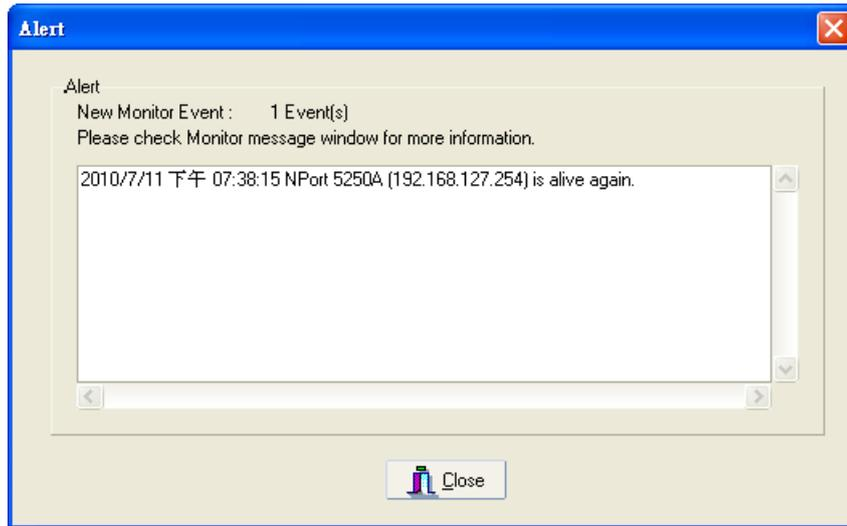 Alert
Alert
New Monitor Event : 1 Event(s)
Please check Monitor message window for more information.
2010/7/11 下午 07:38:15 NPort 5250A (192.168.127.254) is alive again.
Close